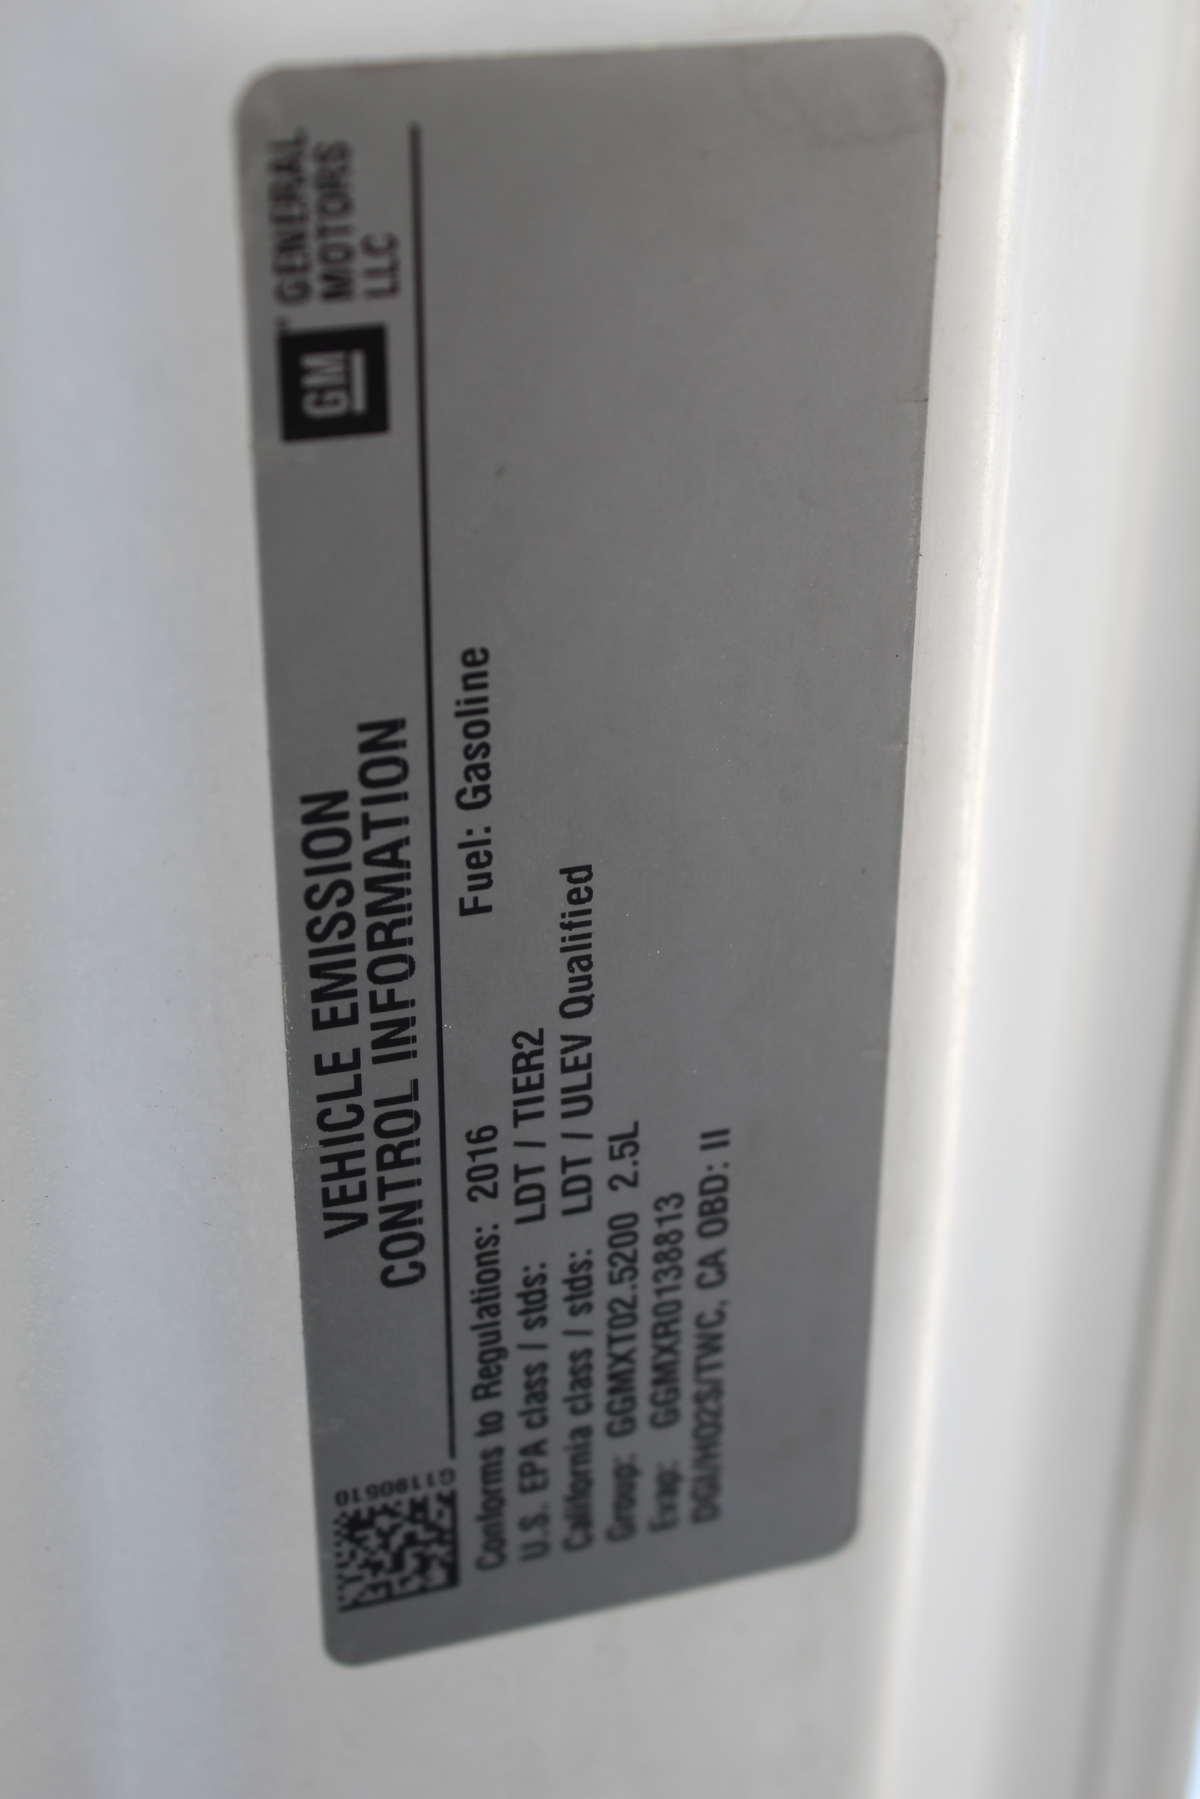 G1190610
VEHICLE EMISSION
CONTROL INFORMATION
GM
GENERAL
MOTORS
LLC
Conforms to Regulations: 2016 Fuel: Gasoline
U.S. EPA class / stds: LDT / TIER2
California class / stds: LDT / ULEV Qualified
Group: GGMXT02.5200 2.5L
Evap: GGMXR0138813
DGI/HO2S/TWC, CA OBD: II